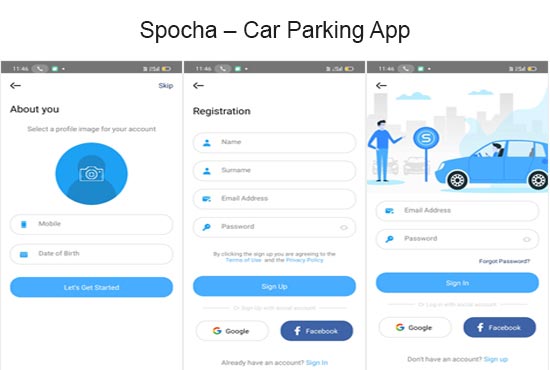 Spocha – Car Parking App
11:46
Skip
About you
Select a profile image for your account
Mobile
Date of Birth
Let's Get Started
11:46
Registration
Name
Surname
Email Address
Password
By clicking the sign up you are agreeing to the
Terms of Use and the Privacy Policy
Sign Up
Or Sign Up with social account
Google
Facebook
Already have an account? Sign In
11:46
S
Email Address
Password
Forgot Password?
Sign In
Or Log in with social account
Google
Facebook
Don't have an account? Sign up